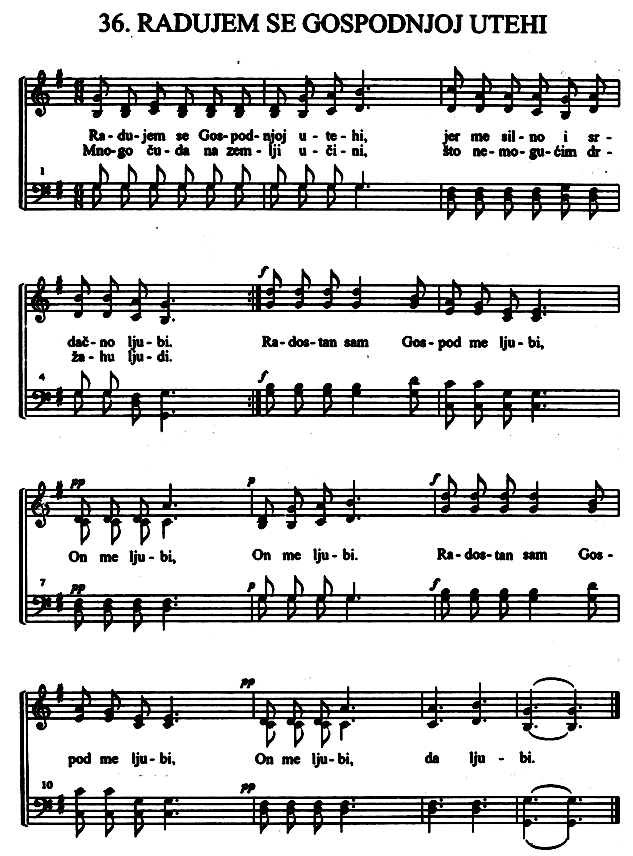 36. RADUJEM SE GOSPODNJOJ UTEHI
Ra-du-jem se Gos-pod-njoj u-te-hi, jer me sil-no i sr-
Mno-go ču-da na zem-lji u-či-ni, što ne-mo-gu-ćim dr-
1
dač-no lju-bi. Ra-dos-tan sam Gos-pod me lju-bi,
ža-hu lju-di.
f
4
f
pp p f
On me lju-bi, On me lju-bi. Ra-dos-tan sam Gos-
7
pp p f
pp
pod me lju-bi, On me lju-bi, da lju-bi.
10
pp